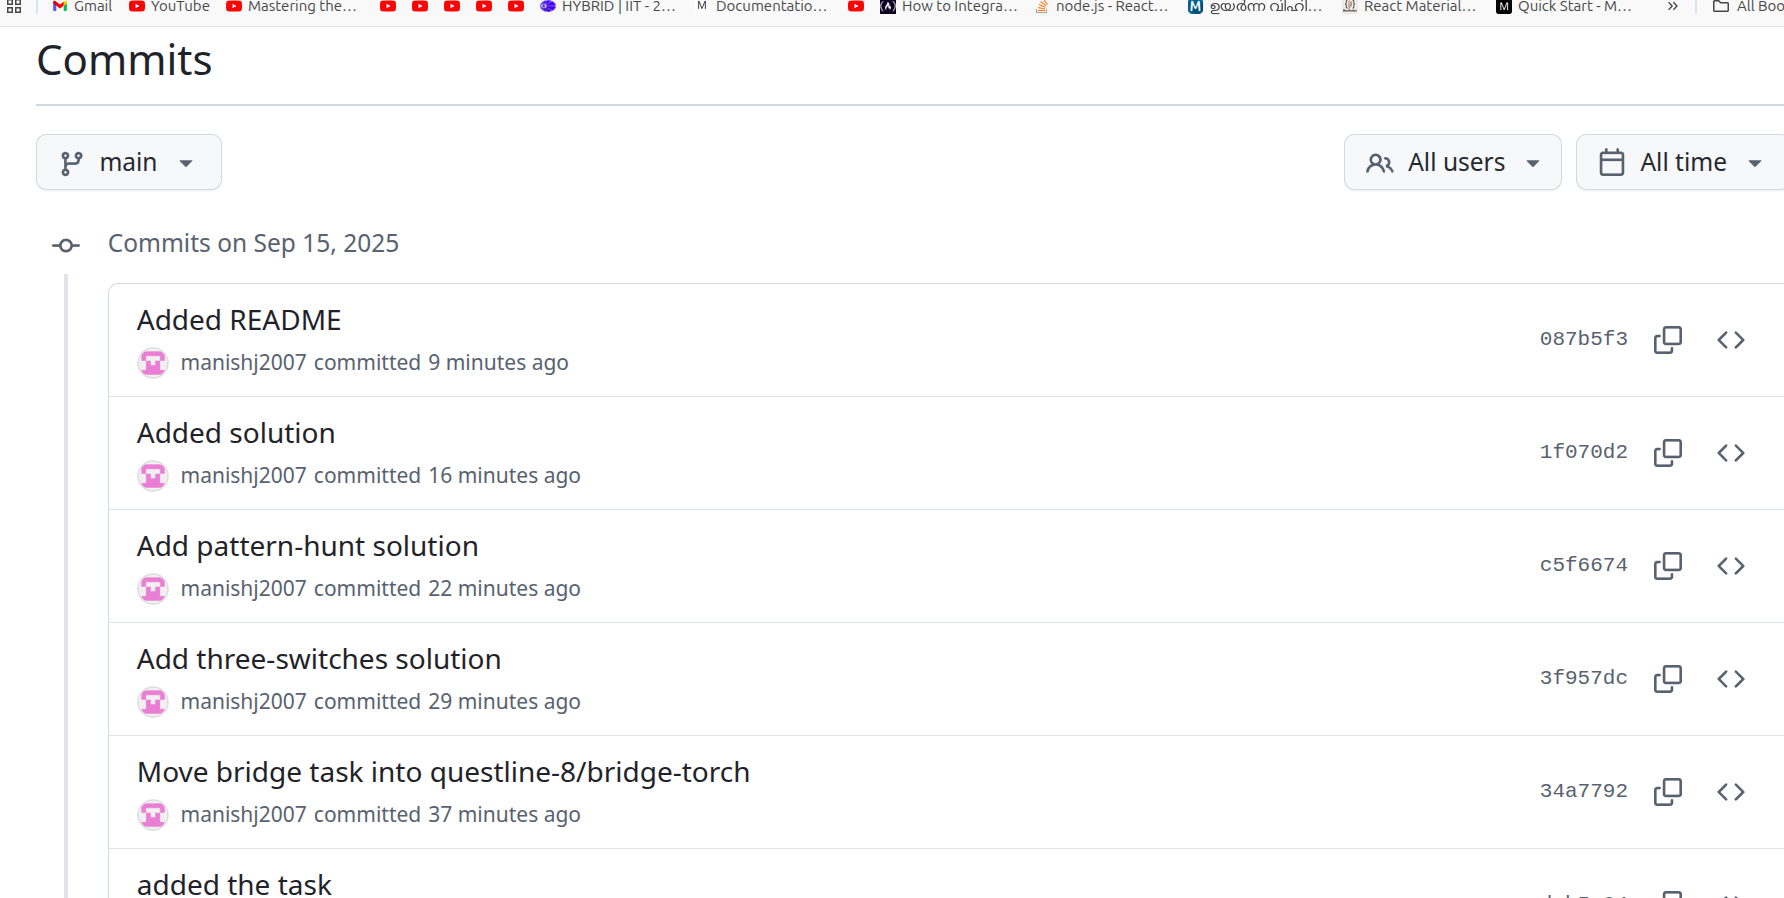 Gmail YouTube Mastering the... HYBRID | IIT - 2... Documentatio... How to Integra... node.js - React... ഉയർന്ന വിഹി... React Material... Quick Start - M... » All Boo
Commits
main All users All time
Commits on Sep 15, 2025
Added README
manishj2007 committed 9 minutes ago 087b5f3
Added solution
manishj2007 committed 16 minutes ago 1f070d2
Add pattern-hunt solution
manishj2007 committed 22 minutes ago c5f6674
Add three-switches solution
manishj2007 committed 29 minutes ago 3f957dc
Move bridge task into questline-8/bridge-torch
manishj2007 committed 37 minutes ago 34a7792
added the task